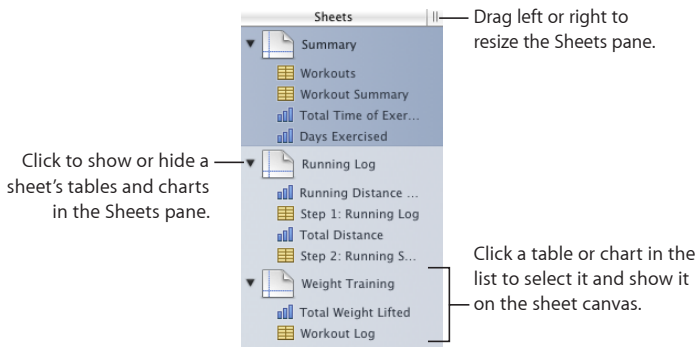 Sheets
Drag left or right to
resize the Sheets pane.
Summary
Workouts
Workout Summary
Total Time of Exer...
Days Exercised
Click to show or hide a
sheet's tables and charts
in the Sheets pane.
Running Log
Running Distance ...
Step 1: Running Log
Total Distance
Step 2: Running S...
Weight Training
Total Weight Lifted
Workout Log
Click a table or chart in the
list to select it and show it
on the sheet canvas.